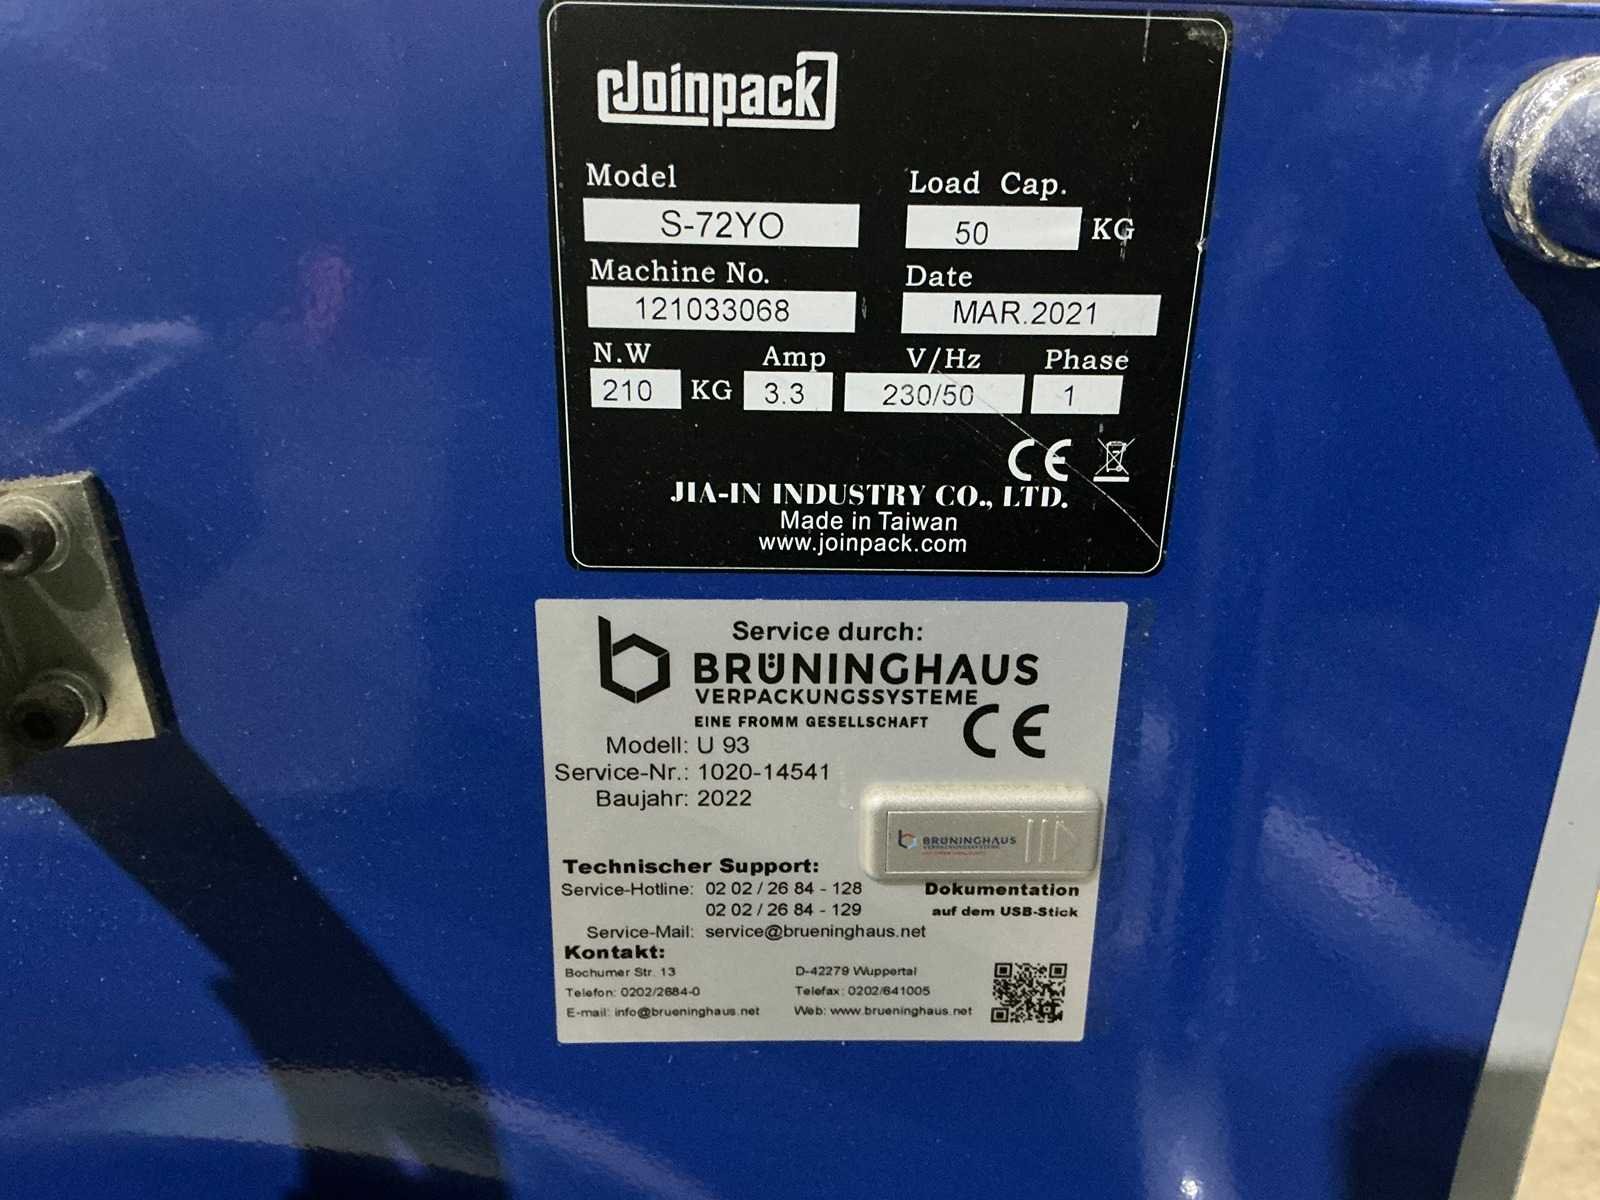 Joinpack
Model Load Cap.
S-72YO 50 KG
Machine No. Date
121033068 MAR.2021
N.W Amp V/Hz Phase
210 KG 3.3 230/50 1
CE
JIA-IN INDUSTRY CO., LTD.
Made in Taiwan
www.joinpack.com
Service durch:
BRÜNINGHAUS
VERPACKUNGSSYSTEME
EINE FROMM GESELLSCHAFT CE
Modell: U 93
Service-Nr.: 1020-14541
Baujahr: 2022
BRÜNINGHAUS
VERPACKUNGSSYSTEME
Technischer Support:
Service-Hotline: 02 02 / 26 84 - 128 Dokumentation
02 02 / 26 84 - 129 auf dem USB-Stick
Service-Mail: service@brueninghaus.net
Kontakt:
Bochumer Str. 13 D-42279 Wuppertal
Telefon: 0202/2684-0 Telefax: 0202/641005
E-mail: info@brueninghaus.net Web: www.brueninghaus.net